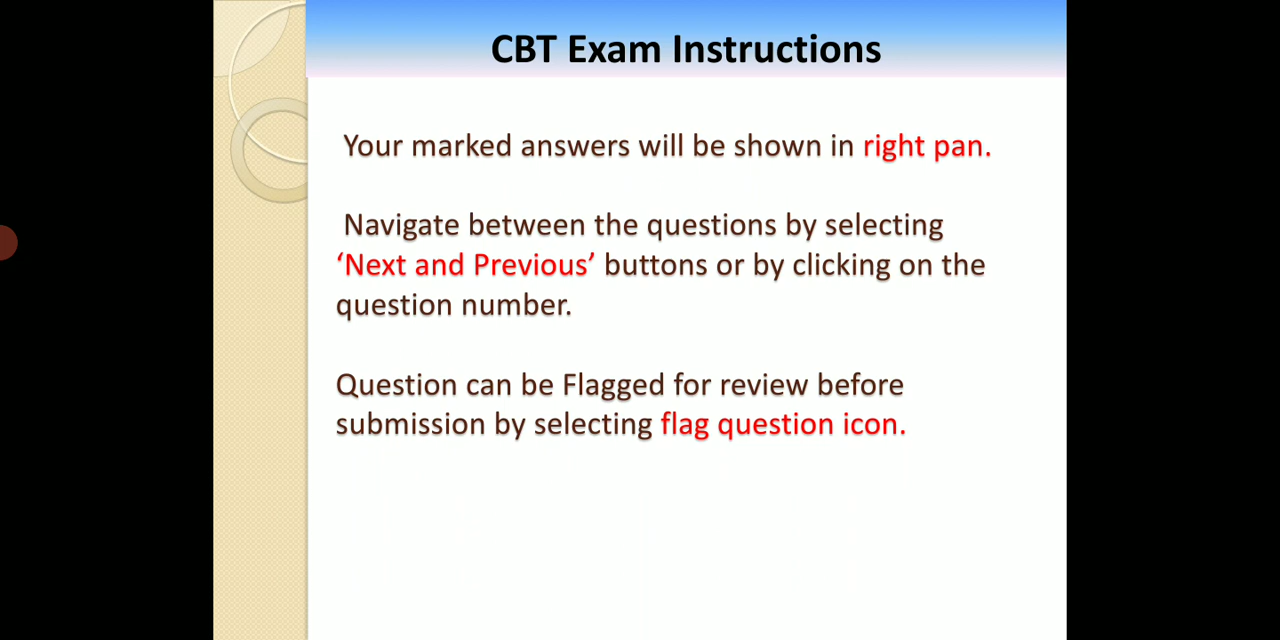 CBT Exam Instructions
Your marked answers will be shown in right pan.
Navigate between the questions by selecting
‘Next and Previous’ buttons or by clicking on the
question number.
Question can be Flagged for review before
submission by selecting flag question icon.